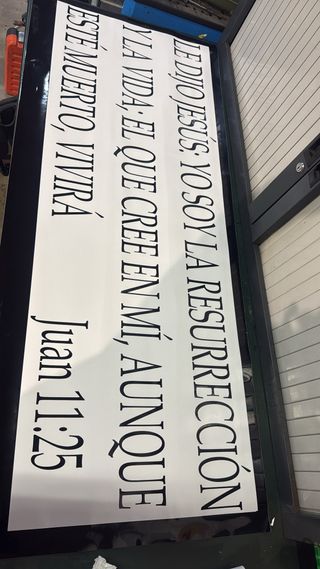 LE DIJO JESÚS: YO SOY LA RESURRECCIÓN
Y LA VIDA; EL QUE CREE EN MÍ, AUNQUE
ESTÉ MUERTO, VIVIRÁ
Juan 11:25